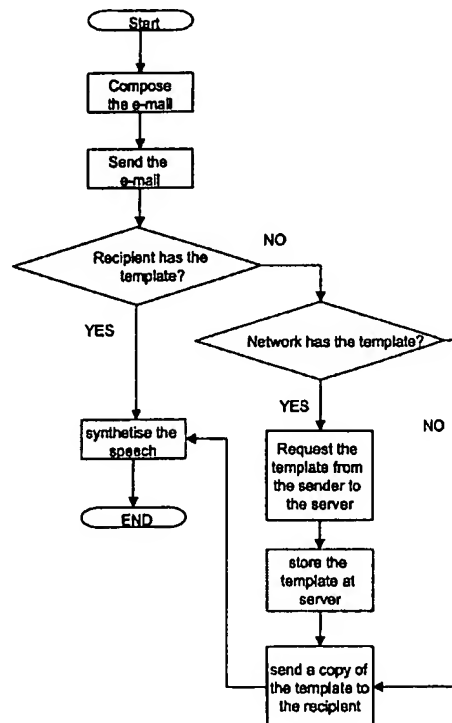 Start
Compose
the e-mail
Send the
e-mail
NO
Recipient has the
template?
YES
Network has the template?
YES
NO
synthetise the
speech
Request the
template from
the sender to
the server
END
store the
template at
server
send a copy of
the template to
the recipient